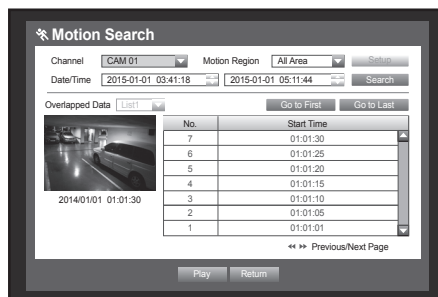 Motion Search
Channel CAM 01 Motion Region All Area Setup
Date/Time 2015-01-01 03:41:18 2015-01-01 05:11:44 Search
Overlapped Data List1 Go to First Go to Last
No. Start Time
7 01:01:30
6 01:01:25
5 01:01:20
4 01:01:15
3 01:01:10
2 01:01:05
1 01:01:01
2014/01/01 01:01:30
Previous/Next Page
Play Return